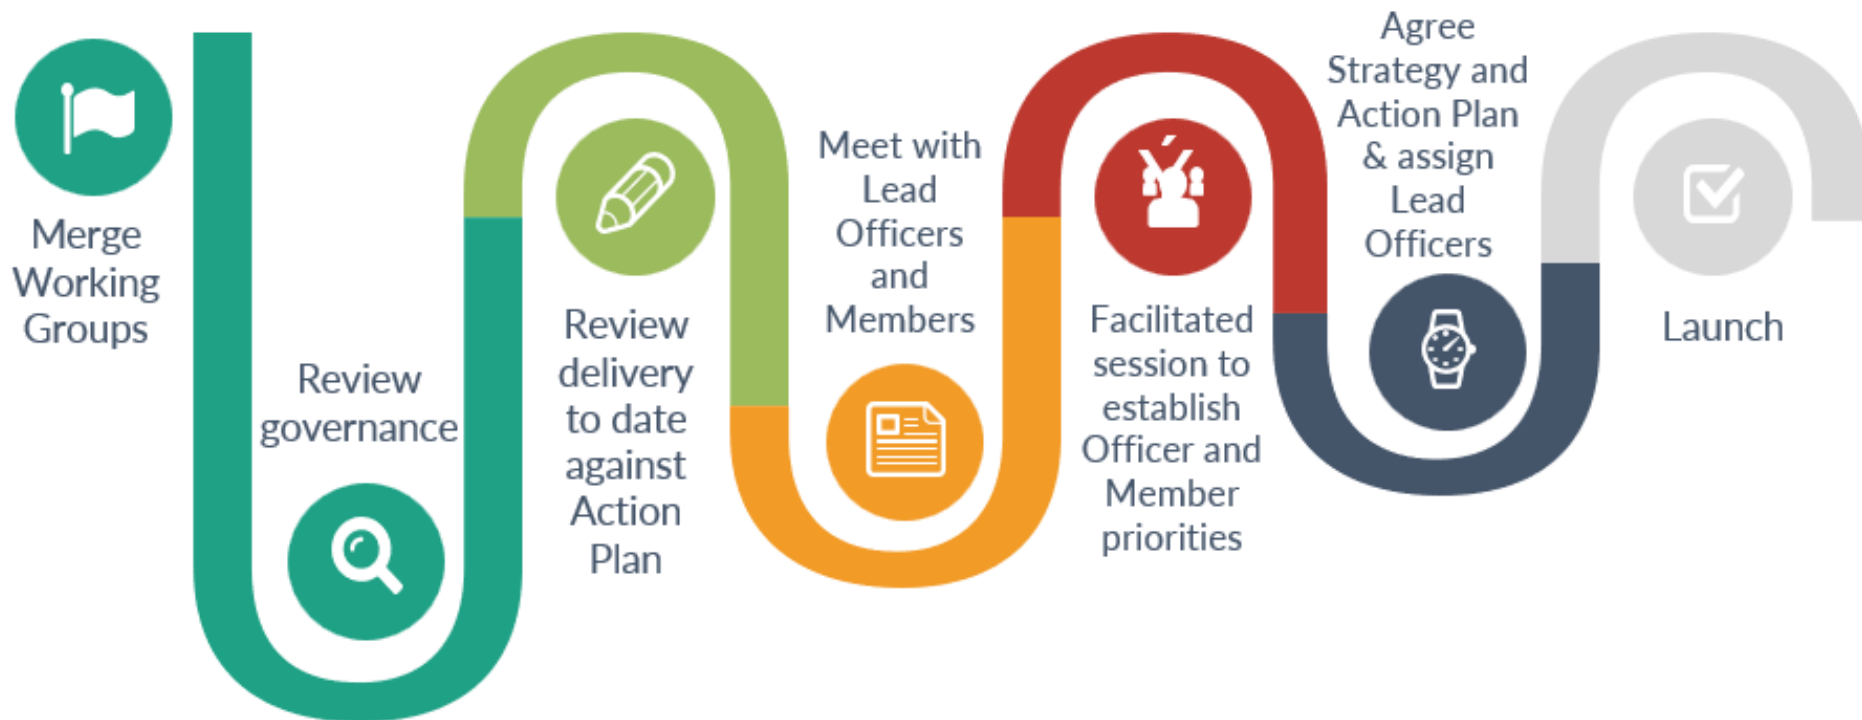 Merge
Working
Groups
Review
governance
Review
delivery
to date
against
Action
Plan
Meet with
Lead
Officers
and
Members
Facilitated
session to
establish
Officer and
Member
priorities
Agree
Strategy and
Action Plan
& assign
Lead
Officers
Launch